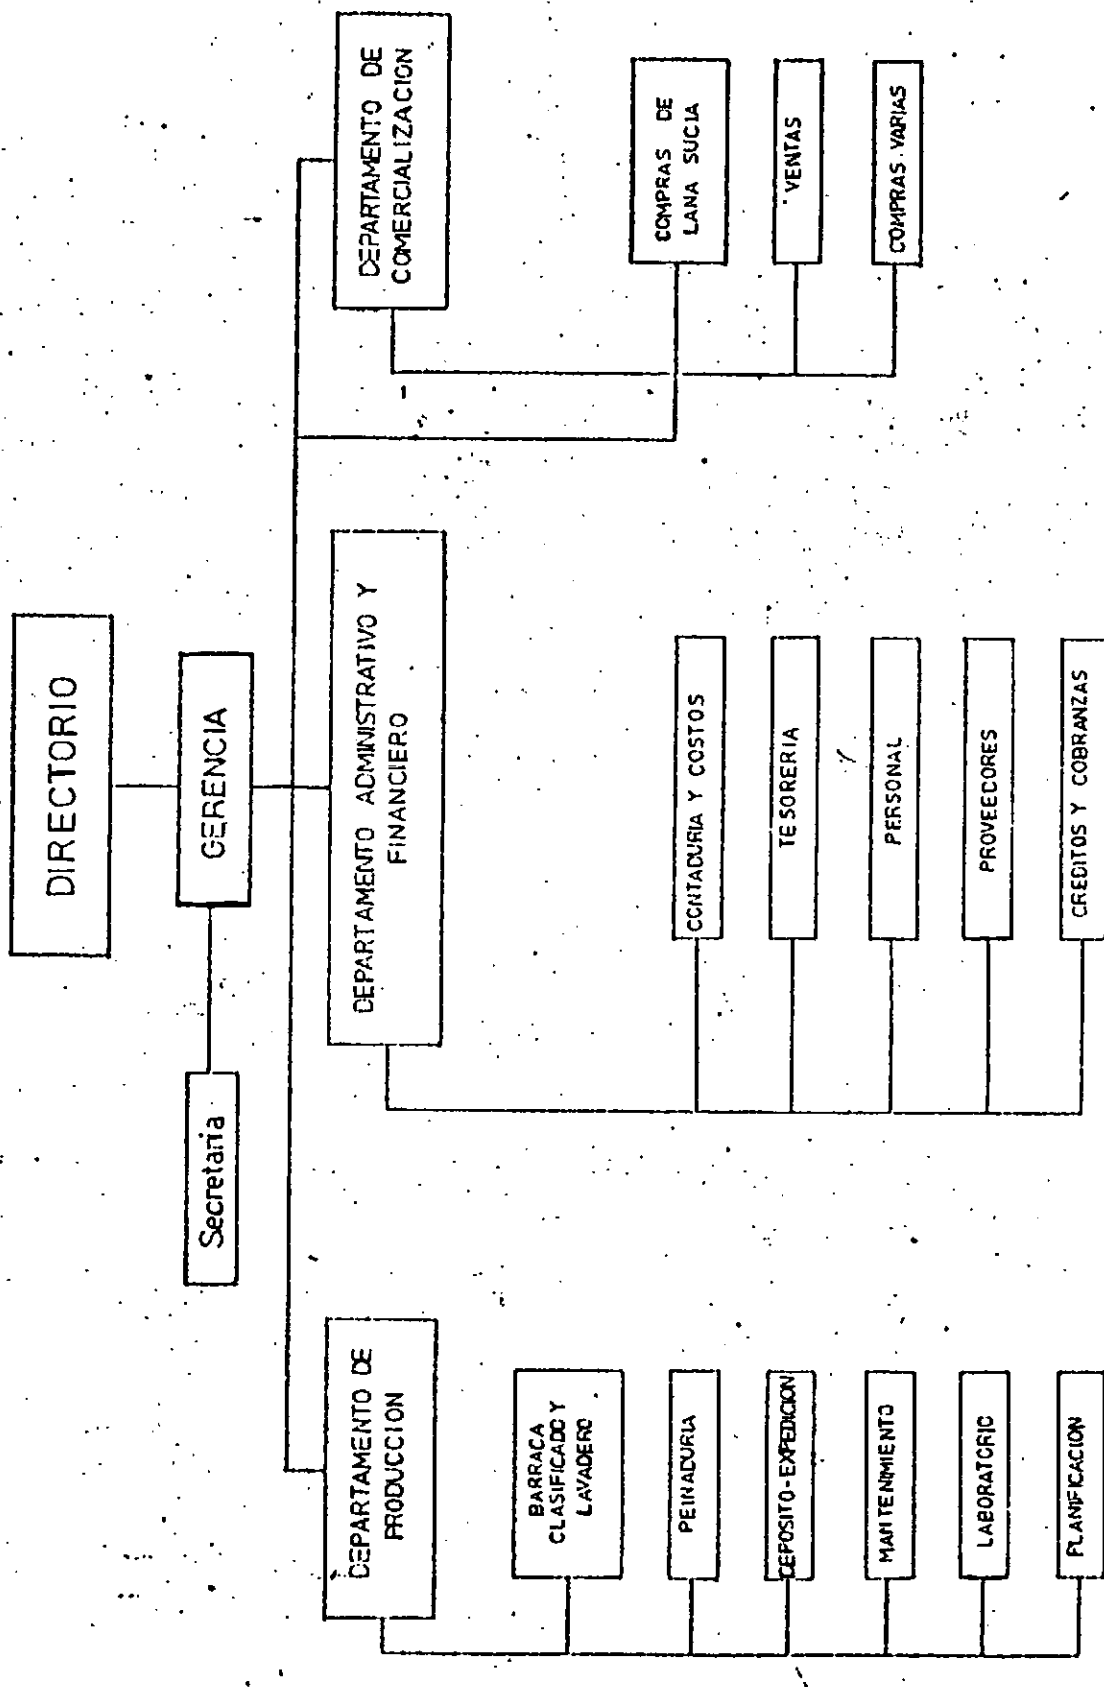 DIRECTORIO
GERENCIA
Secretaria
DEPARTAMENTO DE
PRODUCCION
BARRACA
CLASIFICADO Y
LAVADERO
PEINADURIA
DEPOSITO-EXPEDICION
MANTENIMIENTO
LABORATORIO
PLANIFICACION
DEPARTAMENTO ADMINISTRATIVO Y
FINANCIERO
CONTADURIA Y COSTOS
TESORERIA
PERSONAL
PROVEEDORES
CREDITOS Y COBRANZAS
DEPARTAMENTO DE
COMERCIALIZACION
COMPRAS DE
LANA SUCIA
VENTAS
COMPRAS VARIAS